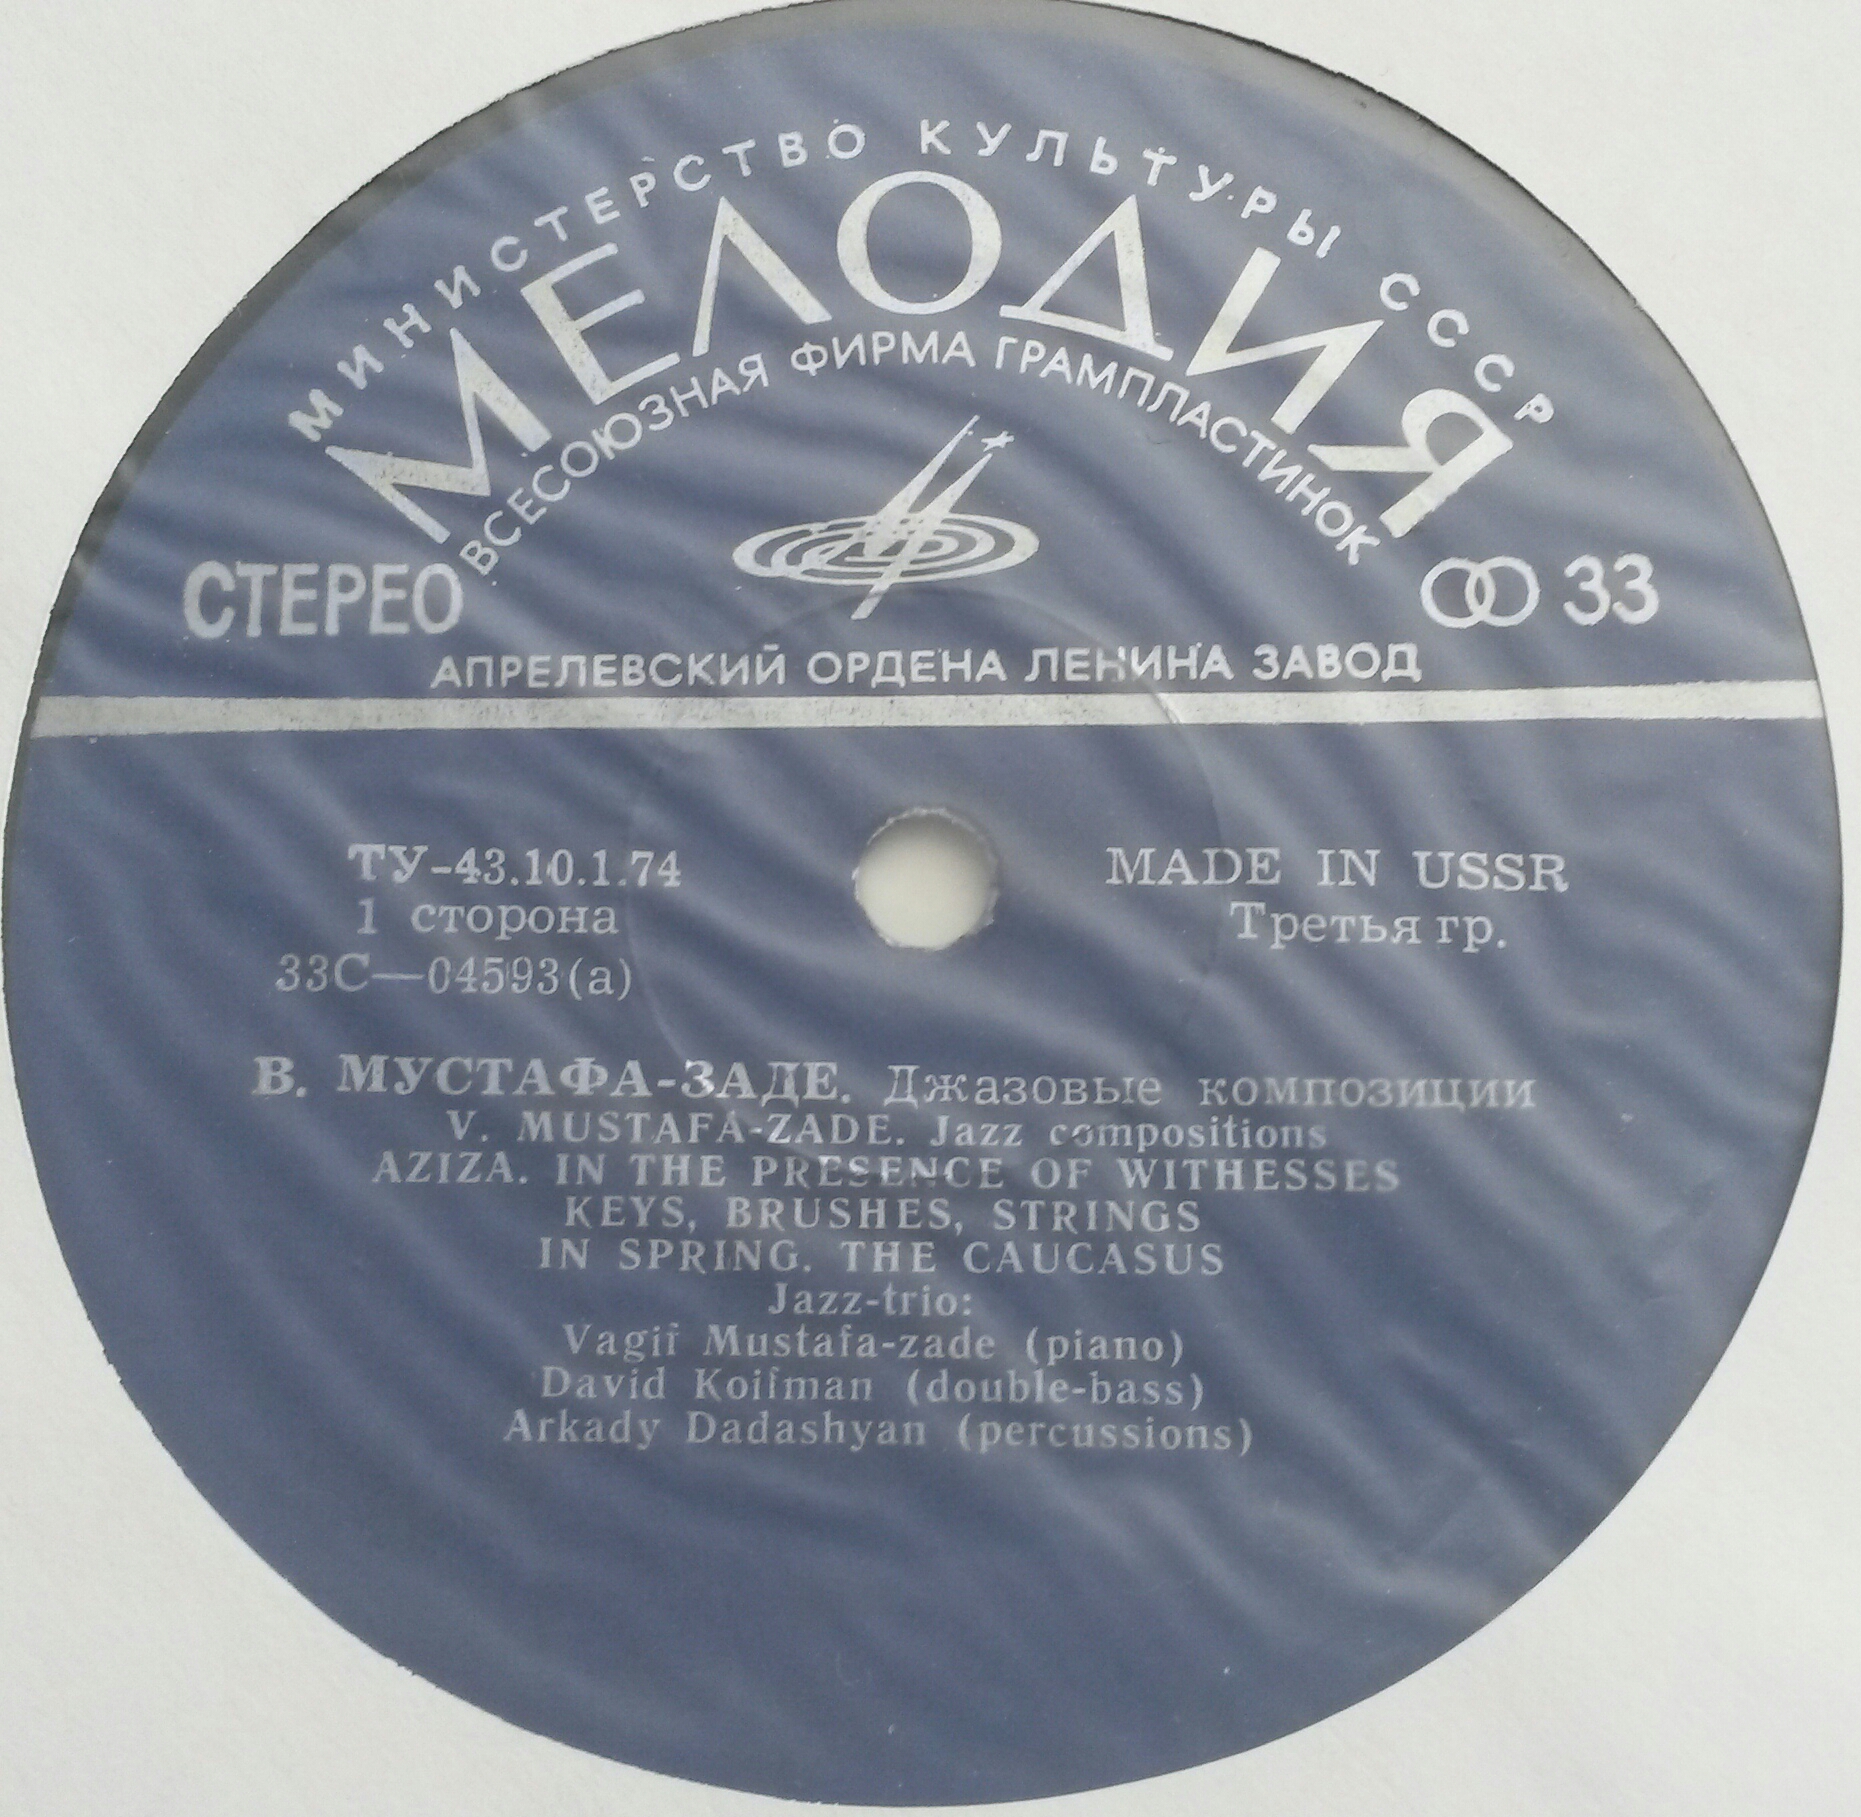 МИНИСТЕРСТВО КУЛЬТУРЫ СССР
МЕЛОДИЯ
ВСЕСОЮЗНАЯ ФИРМА ГРАМПЛАСТИНОК
СТЕРЕО
33
АПРЕЛЕВСКИЙ ОРДЕНА ЛЕНИНА ЗАВОД
ТУ-43.10.1.74
MADE IN USSR
1 сторона
Третья гр.
33С—04593(а)
В. МУСТАФА-ЗАДЕ. Джазовые композиции
V. MUSTAFA-ZADE. Jazz compositions
AZIZA. IN THE PRESENCE OF WITHESSES
KEYS, BRUSHES, STRINGS
IN SPRING. THE CAUCASUS
Jazz-trio:
Vagif Mustafa-zade (piano)
David Koifman (double-bass)
Arkady Dadashyan (percussions)